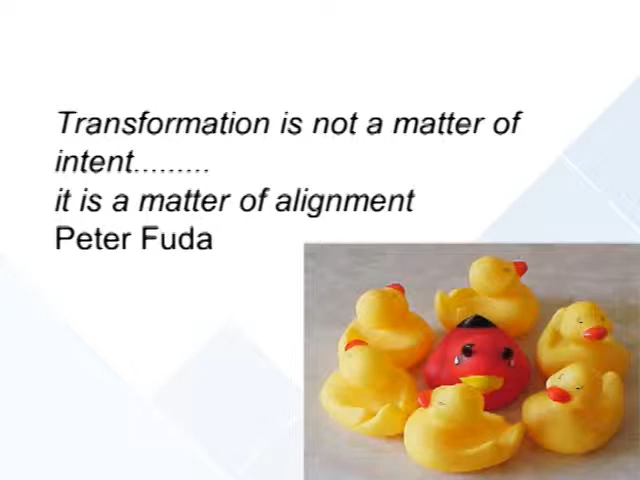 Transformation is not a matter of
intent.........
it is a matter of alignment
Peter Fuda